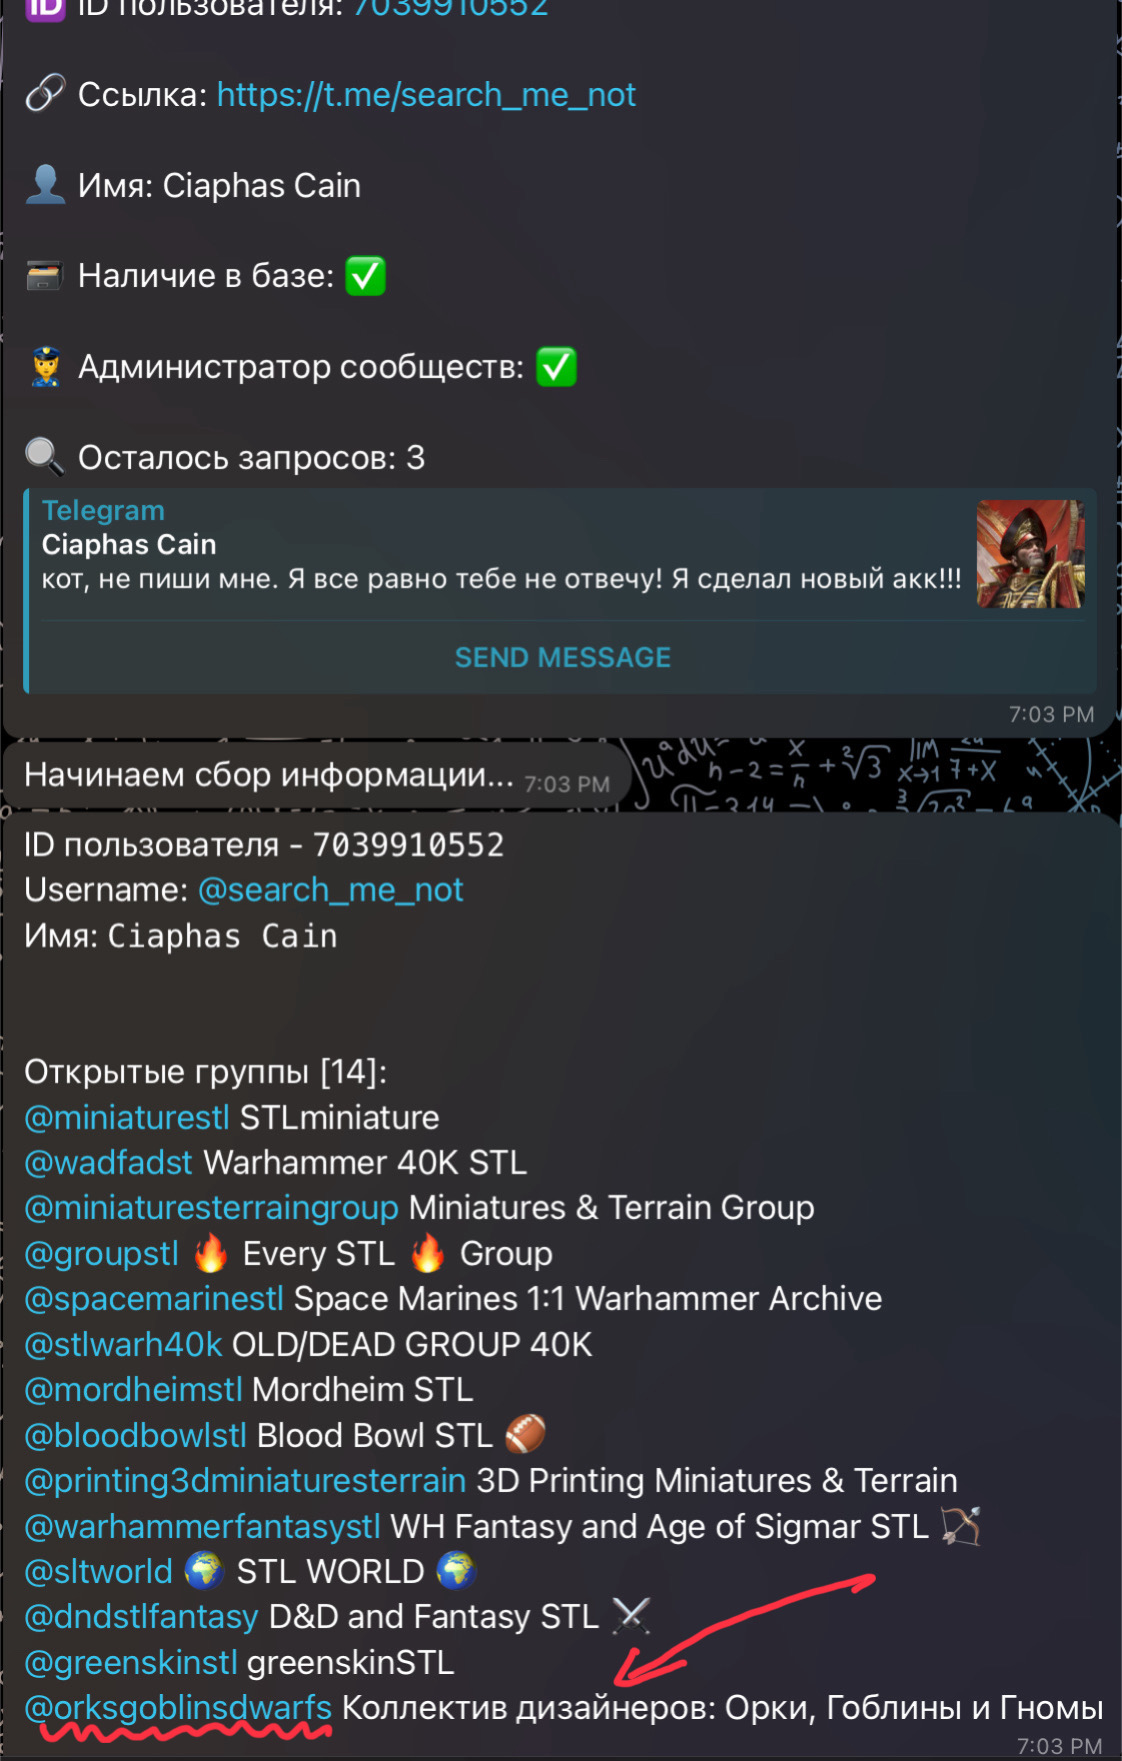 ID ID пользователя: 7039910552
Ссылка: https://t.me/search_me_not
Имя: Ciaphas Cain
Наличие в базе:
Администратор сообществ:
Осталось запросов: 3
Telegram
Ciaphas Cain
кот, не пиши мне. Я все равно тебе не отвечу! Я сделал новый акк!!!
SEND MESSAGE
7:03 PM
Начинаем сбор информации... 7:03 PM
ID пользователя - 7039910552
Username: @search_me_not
Имя: Ciaphas Cain
Открытые группы [14]:
@miniaturestl STLminiature
@wadfadst Warhammer 40K STL
@miniaturesterraingroup Miniatures & Terrain Group
@groupstl 🔥 Every STL 🔥 Group
@spacemarinestl Space Marines 1:1 Warhammer Archive
@stlwarh40k OLD/DEAD GROUP 40K
@mordheimstl Mordheim STL
@bloodbowlstl Blood Bowl STL 🏈
@printing3dminiaturesterrain 3D Printing Miniatures & Terrain
@warhammerfantasystl WH Fantasy and Age of Sigmar STL 🏹
@sltworld 🌍 STL WORLD 🌍
@dndstlfantasy D&D and Fantasy STL ⚔️
@greenskinstl greenskinSTL
@orksgoblinsdwarfs Коллектив дизайнеров: Орки, Гоблины и Гномы
7:03 PM